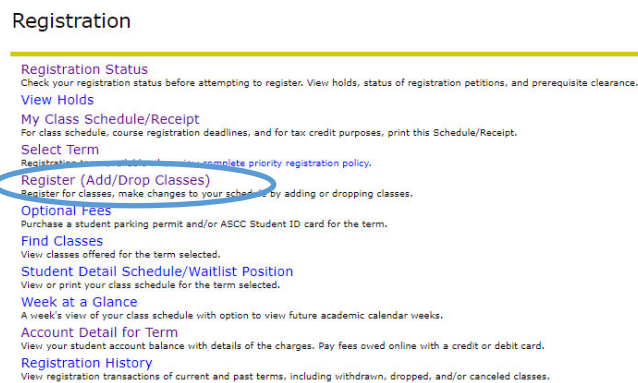 Registration
Registration Status
Check your registration status before attempting to register. View holds, status of registration petitions, and prerequisite clearance.
View Holds
My Class Schedule/Receipt
For class schedule, course registration deadlines, and for tax credit purposes, print this Schedule/Receipt.
Select Term
Registration view complete priority registration policy.
Register (Add/Drop Classes)
Register for classes, make changes to your schedule by adding or dropping classes.
Optional Fees
Purchase a student parking permit and/or ASCC Student ID card for the term.
Find Classes
View classes offered for the term selected.
Student Detail Schedule/Waitlist Position
View or print your class schedule for the term selected.
Week at a Glance
A week's view of your class schedule with option to view future academic calendar weeks.
Account Detail for Term
View your student account balance with details of the charges. Pay fees owed online with a credit or debit card.
Registration History
View registration transactions of current and past terms, including withdrawn, dropped, and/or canceled classes.